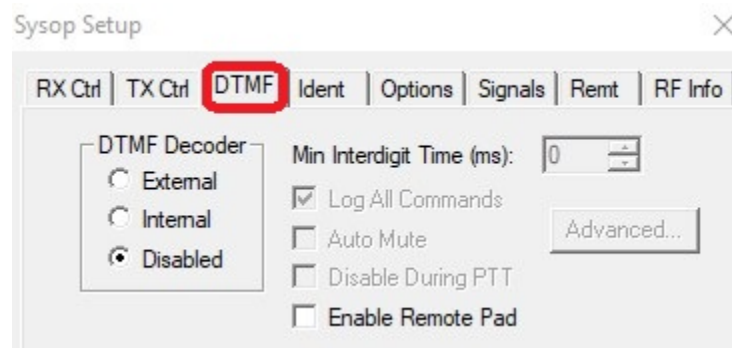 Sysop Setup
RX Ctrl TX Ctrl DTMF Ident Options Signals Remt RF Info
DTMF Decoder
External
Internal
Disabled
Min Interdigit Time (ms): 0
Log All Commands
Auto Mute
Disable During PTT
Enable Remote Pad
Advanced...